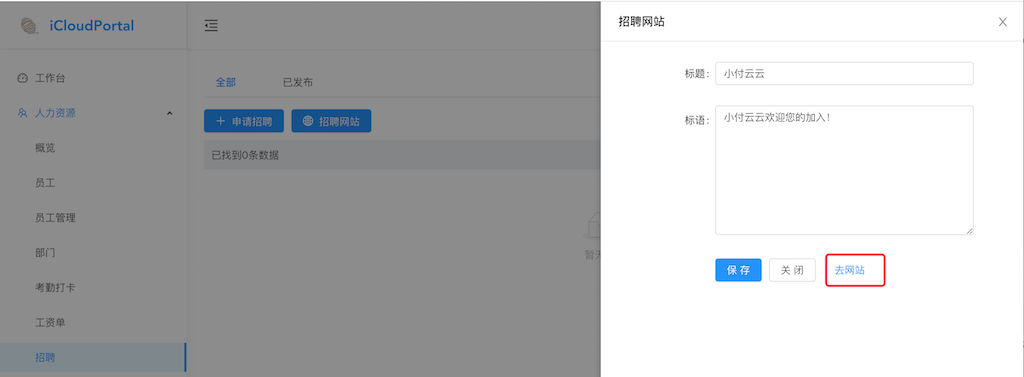 iCloudPortal
工作台
人力资源
概览
员工
员工管理
部门
考勤打卡
工资单
招聘
全部 已发布
申请招聘 招聘网站
已找到0条数据
暂
招聘网站
标题: 小付云云
标语: 小付云云欢迎您的加入!
保 存 关 闭 去网站